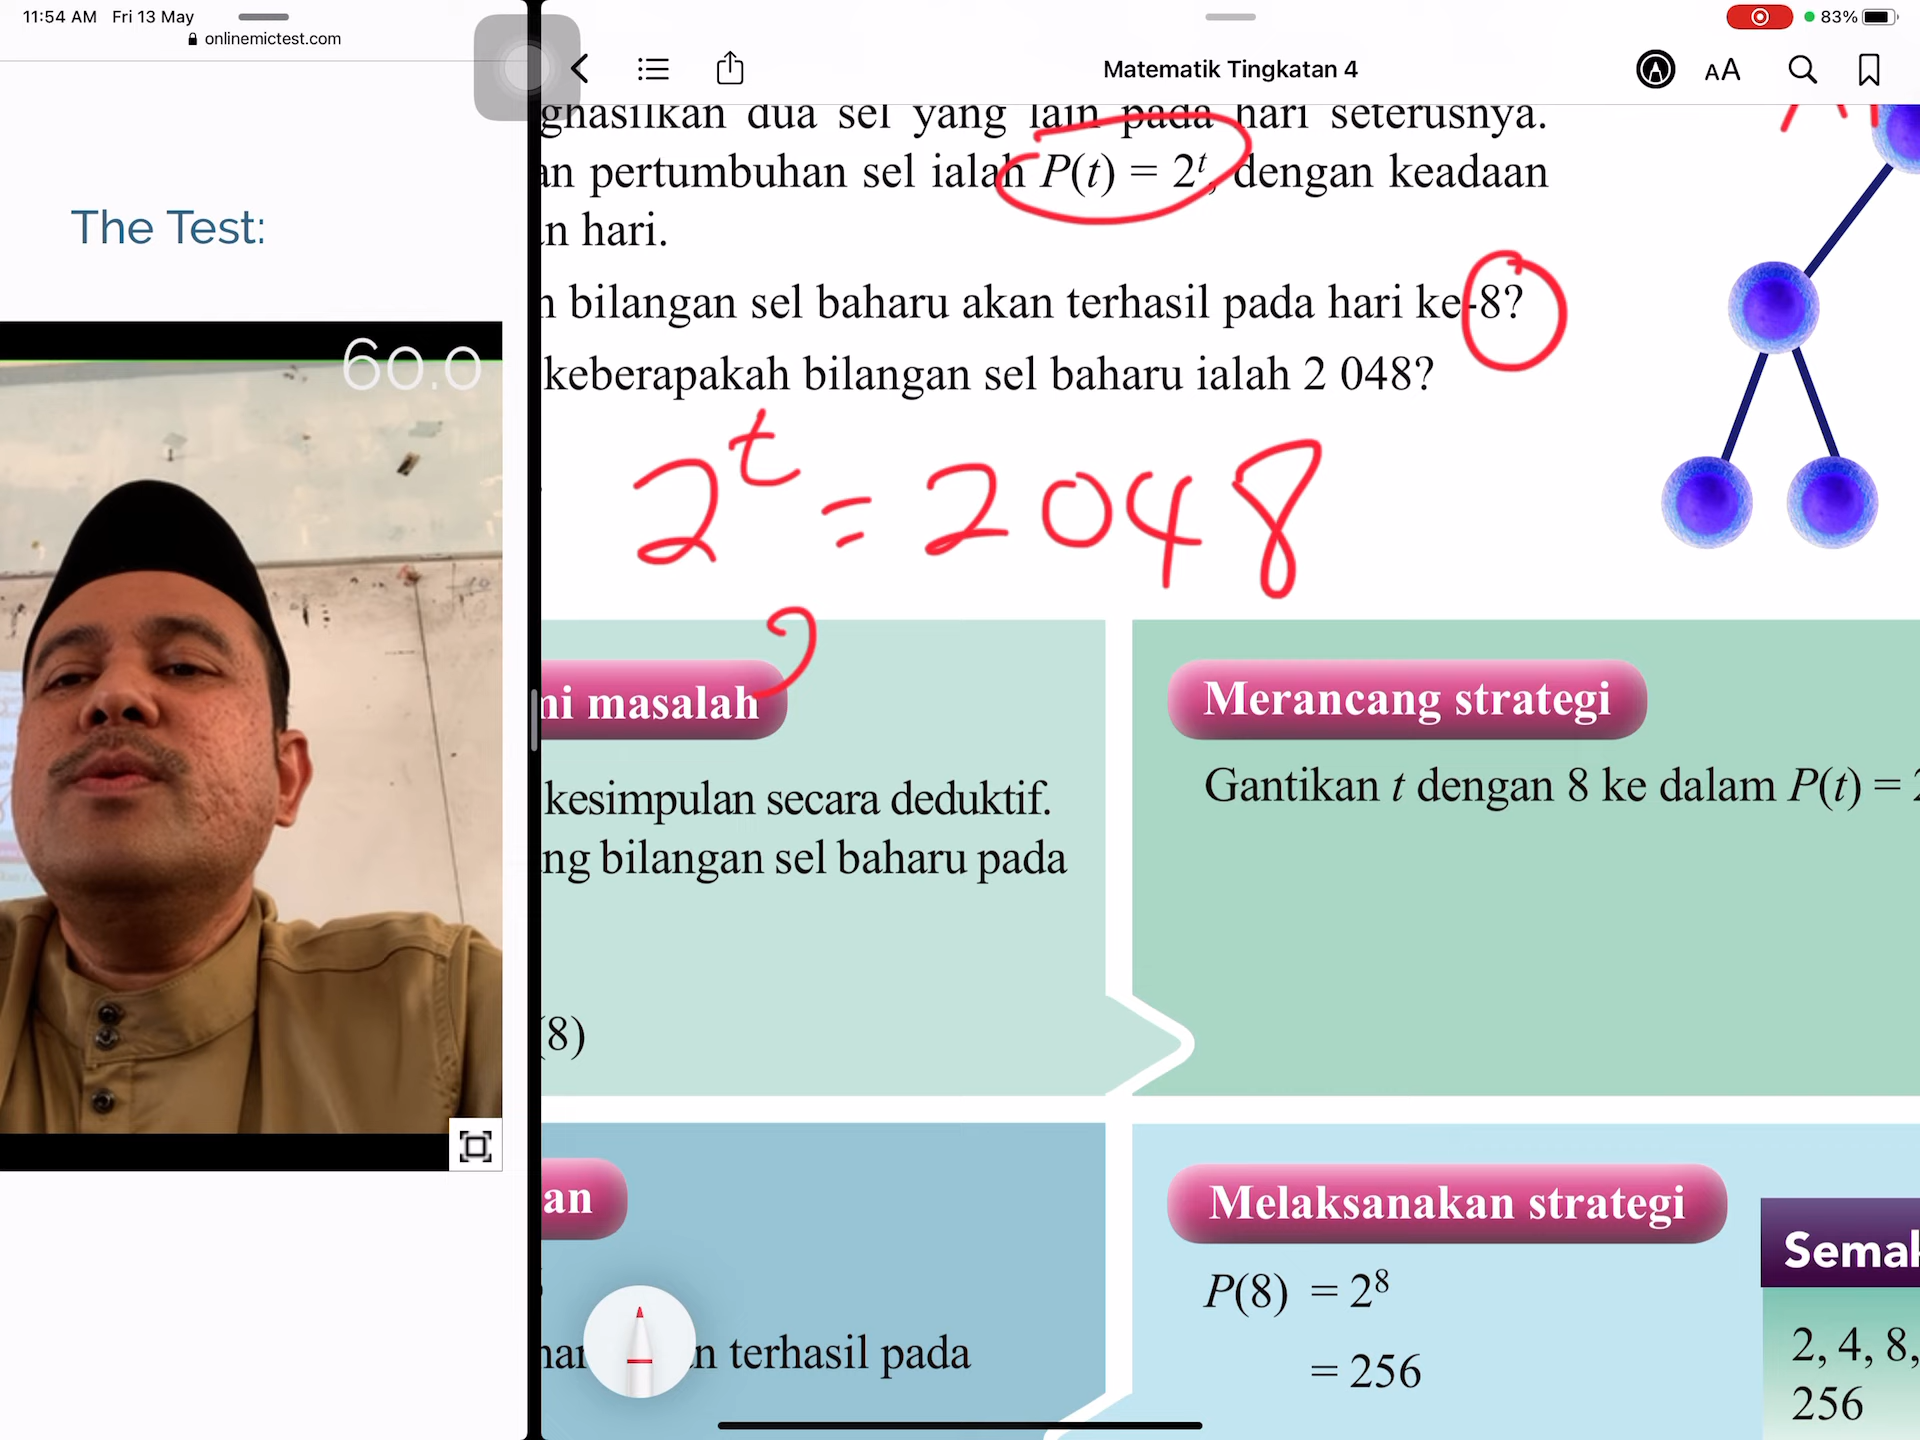 11:54 AM Fri 13 May
onlinemictest.com
83%
The Test:
60.0
Matematik Tingkatan 4
AA
ghasilkan dua sel yang lain pada hari seterusnya.
an pertumbuhan sel ialah P(t) = 2^t, dengan keadaan
n hari.
bilangan sel baharu akan terhasil pada hari ke-8?
keberapakah bilangan sel baharu ialah 2 048?
2^t = 2048
ni masalah
kesimpulan secara deduktif.
ng bilangan sel baharu pada
(8)
Merancang strategi
Gantikan t dengan 8 ke dalam P(t) = 2
an
n terhasil pada
Melaksanakan strategi
P(8) = 2^8
= 256
Semak
2, 4, 8,
256